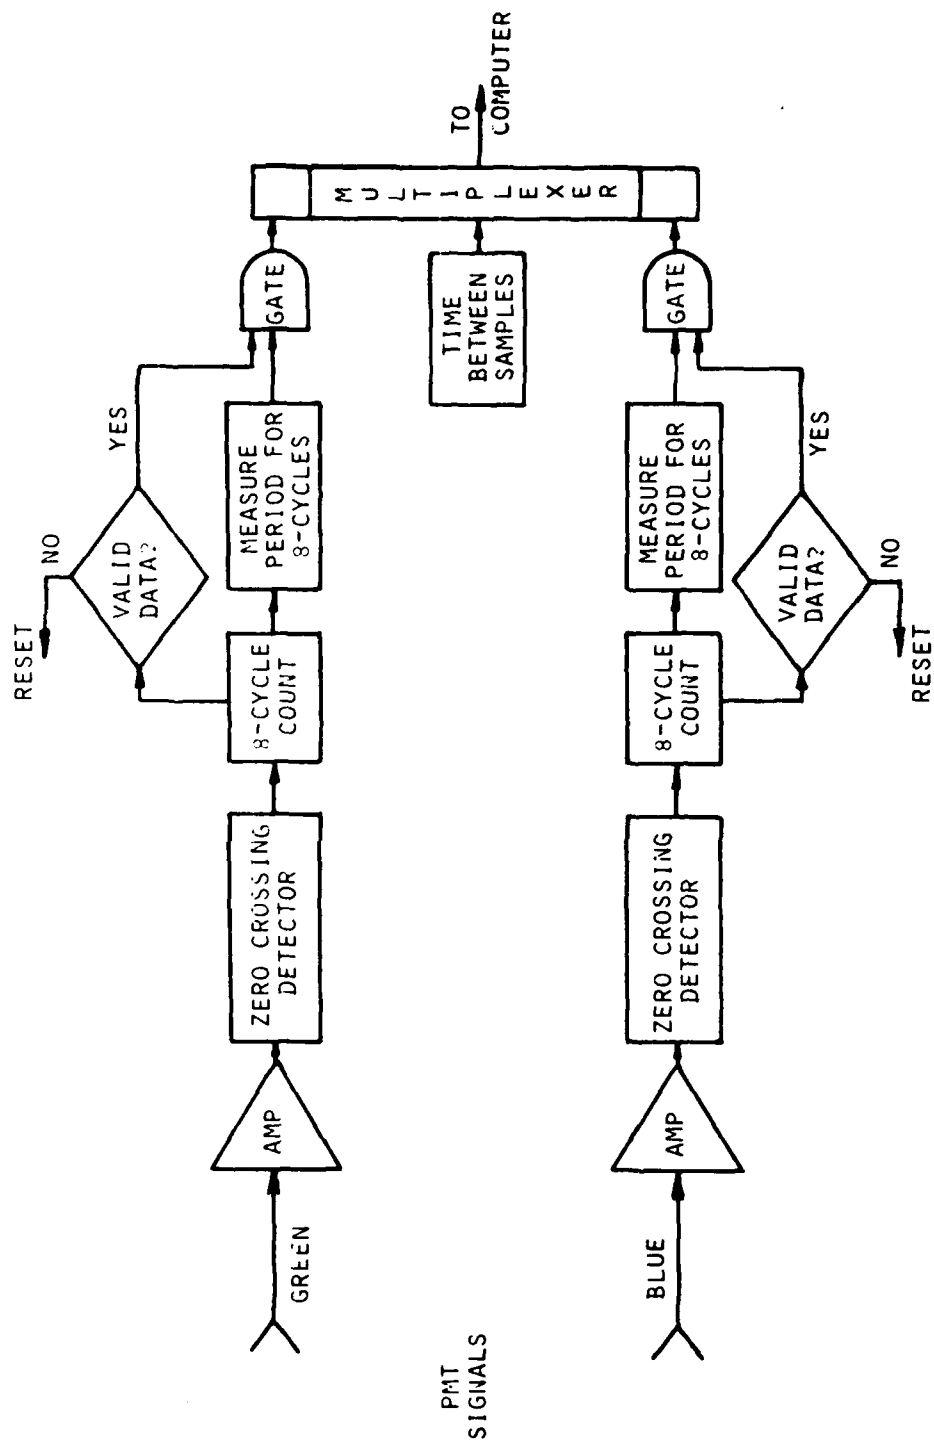 PMT
SIGNALS
GREEN
AMP
ZERO CROSSING
DETECTOR
8-CYCLE
COUNT
RESET
NO
VALID
DATA?
YES
MEASURE
PERIOD FOR
8-CYCLES
GATE
BLUE
AMP
ZERO CROSSING
DETECTOR
8-CYCLE
COUNT
VALID
DATA?
NO
RESET
YES
MEASURE
PERIOD FOR
8-CYCLES
GATE
TIME
BETWEEN
SAMPLES
MULTIPLEXER
TO
COMPUTER